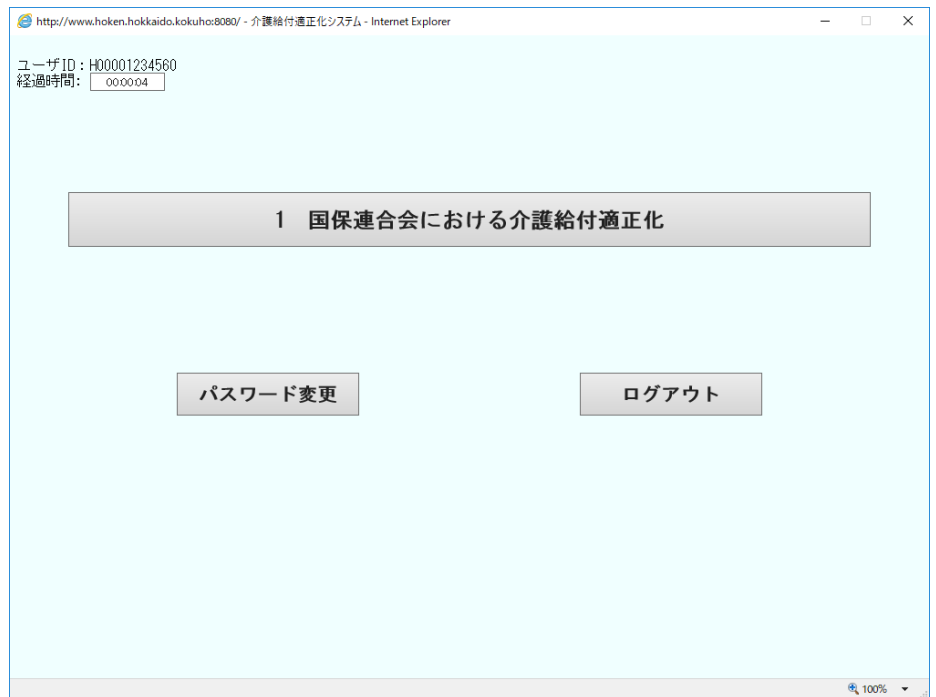 http://www.hoken.hokkaido.kokuho:8080/ - 介護給付適正化システム - Internet Explorer
ユーザID：H00001234560
経過時間： 00:00:04
1　国保連合会における介護給付適正化
パスワード変更　ログアウト
100%